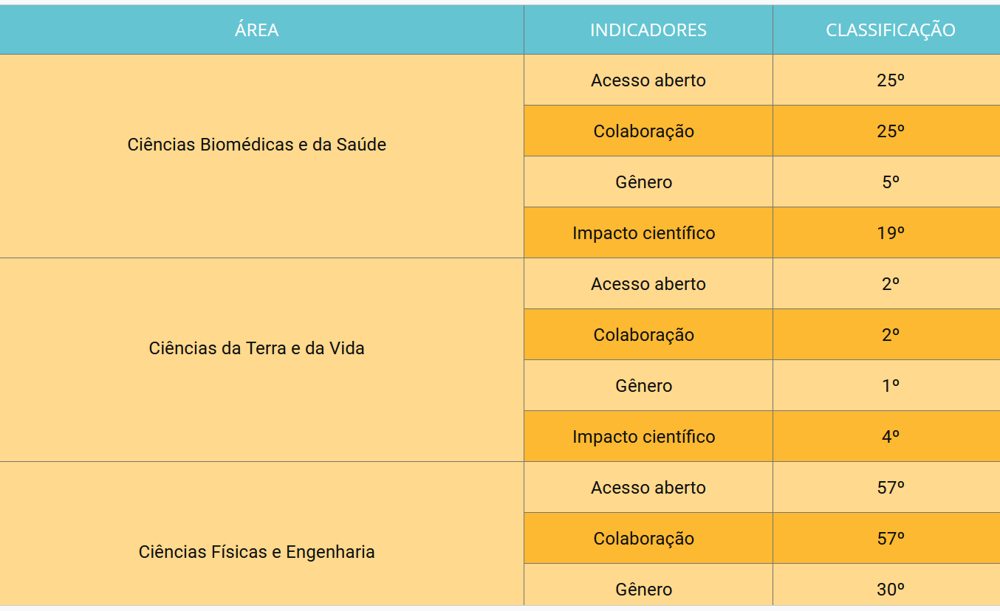 ÁREA INDICADORES CLASSIFICAÇÃO
Ciências Biomédicas e da Saúde
Acesso aberto 25º
Colaboração 25º
Gênero 5º
Impacto científico 19º
Ciências da Terra e da Vida
Acesso aberto 2º
Colaboração 2º
Gênero 1º
Impacto científico 4º
Ciências Físicas e Engenharia
Acesso aberto 57º
Colaboração 57º
Gênero 30º